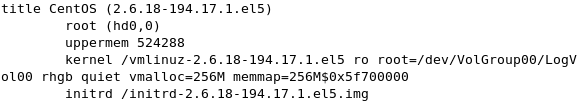 title CentOS (2.6.18-194.17.1.el5)
root (hd0,0)
uppermem 524288
kernel /vmlinuz-2.6.18-194.17.1.el5 ro root=/dev/VolGroup00/LogV
ol00 rhgb quiet vmalloc=256M memmap=256M$0x5f700000
initrd /initrd-2.6.18-194.17.1.el5.img